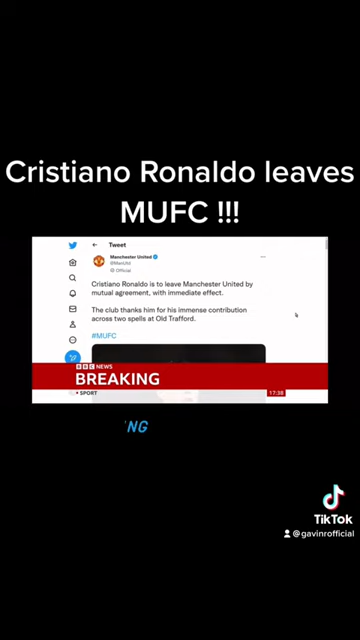 Cristiano Ronaldo leaves
MUFC !!!
Tweet
Manchester United
@ManUtd
Official
Cristiano Ronaldo is to leave Manchester United by
mutual agreement, with immediate effect.
The club thanks him for his immense contribution
across two spells at Old Trafford.
#MUFC
BBC NEWS
BREAKING
SPORT
17:38
NG
TikTok
@gavinrofficial